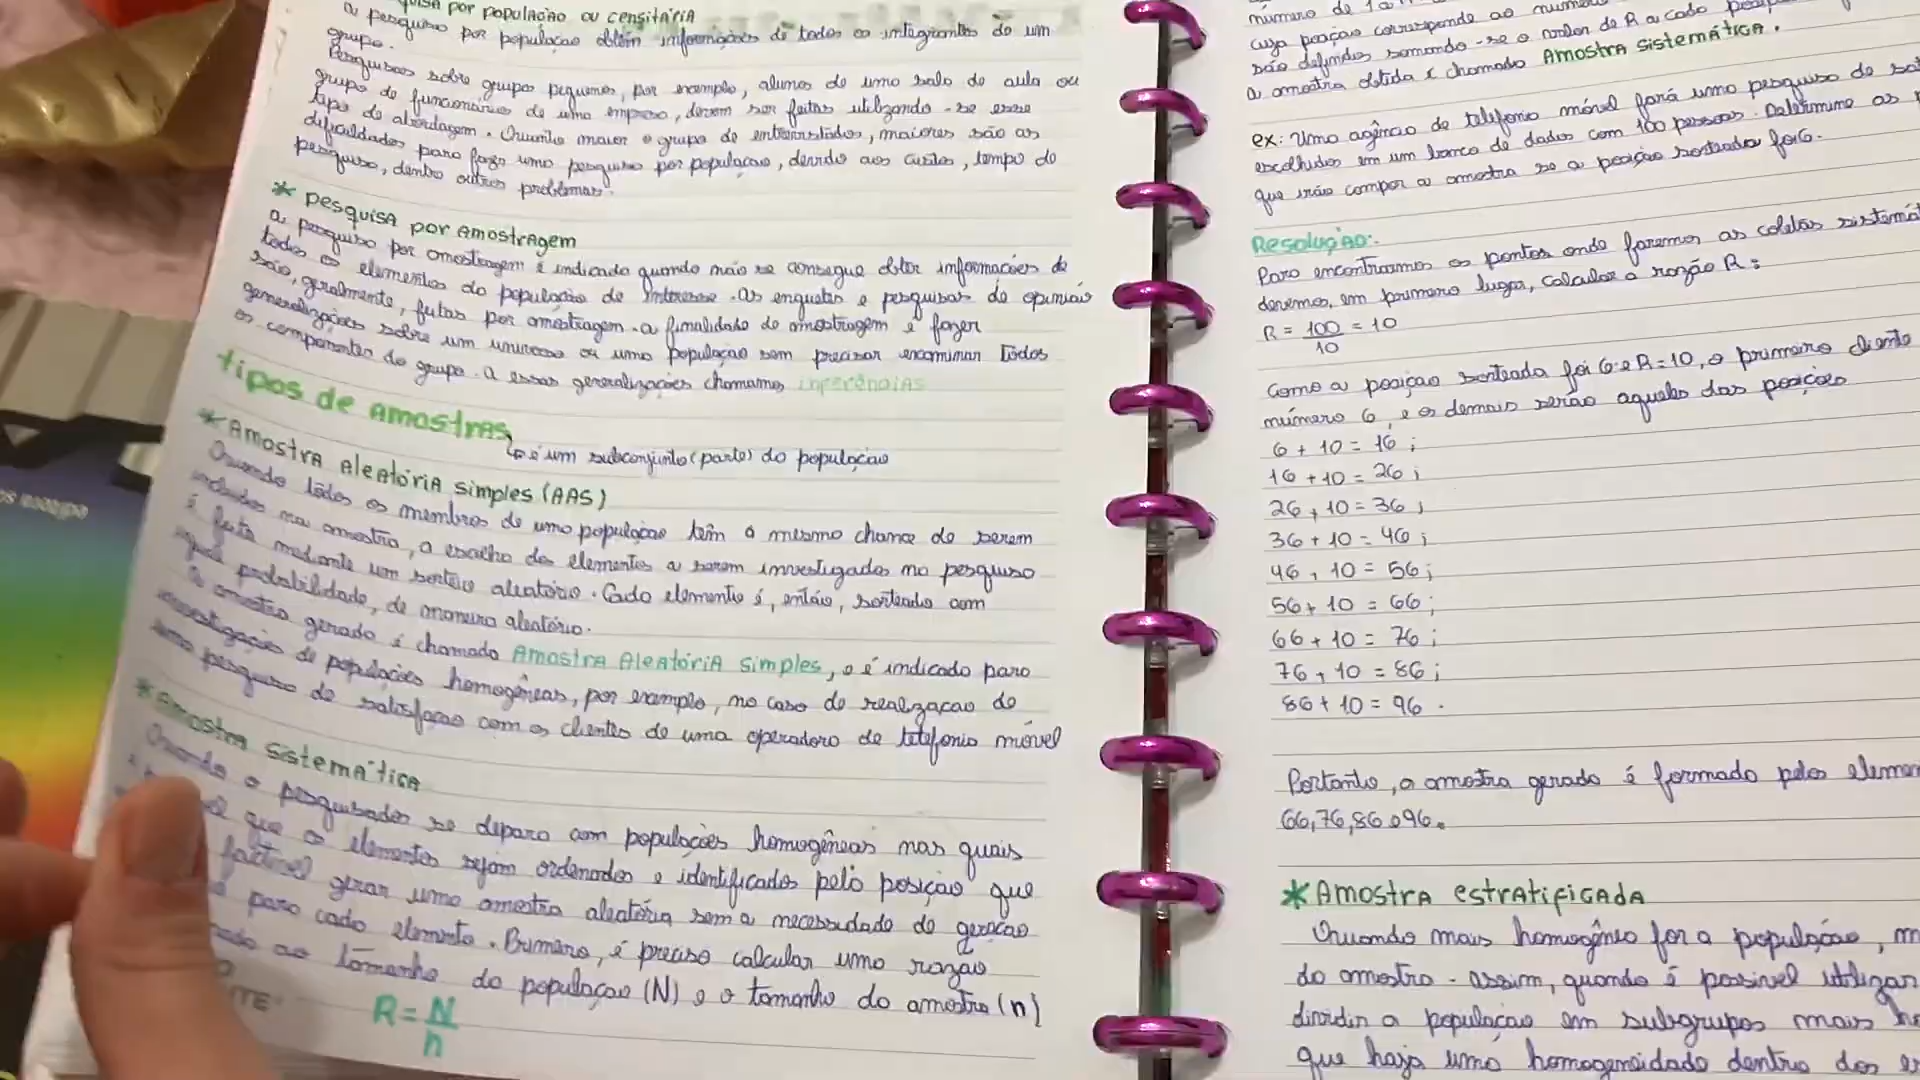 pesquisa por população ou censitária
a pesquisa por população obtém informações de todos os integrantes de um
grupo.
Pesquisas sobre grupos pequenos, por exemplo, alunos de uma sala de aula ou
grupo de funcionários de uma empresa, devem ser feitas utilizando-se esse
tipo de abordagem. Quanto maior o grupo de entrevistados, maiores são as
dificuldades para fazer uma pesquisa por população, devido aos custos, tempo de
pesquisa, dentre outros problemas.
* Pesquisa por amostragem
a pesquisa por amostragem é indicada quando não se consegue obter informações de
todos os elementos da população de interesse. As enquetes e pesquisas de opinião
são, geralmente, feitas por amostragem. a finalidade da amostragem é fazer
generalizações sobre um universo ou uma população sem precisar examinar todos
os componentes do grupo. a essas generalizações chamamos inferências
tipos de amostras
↳ é um subconjunto (parte) da população
* Amostra Aleatória simples (AAS)
Quando todos os membros de uma população têm a mesma chance de serem
incluídos na amostra, a escolha dos elementos a serem investigados na pesquisa
é feita mediante um sorteio aleatório. Cada elemento é, então, sorteado com
igual probabilidade, de maneira aleatória.
A amostra gerada é chamada Amostra Aleatória Simples, e é indicada para
investigações de populações homogêneas, por exemplo, no caso de realização de
uma pesquisa de satisfação com os clientes de uma operadora de telefonia móvel
* Amostra sistemática
Quando o pesquisador se depara com populações homogêneas nas quais
que os elementos sejam ordenados e identificados pela posição que
factível gerar uma amostra aleatória sem a necessidade de geração
para cada elemento. Primeiro, é preciso calcular uma razão
ao tamanho da população (N) e o tamanho da amostra (n)
R = N
n
número de 1 a
cuja posição corresponde ao
são definidos somando-se o valor de R a cada
a amostra obtida é chamada Amostra sistemática.
ex: Uma agência de telefonia móvel fará uma pesquisa de
escolhidos em um banco de dados com 100 pessoas. Determine as
que irão compor a amostra se a posição sorteada foi 6.
Resolução:
Para encontrarmos os pontos onde faremos as coletas
devemos, em primeiro lugar, calcular a razão R:
R = 100 = 10
10
Como a posição sorteada foi 6 e R=10, o primeiro cliente
número 6, e os demais serão aqueles das posições
6 + 10 = 16;
16 + 10 = 26;
26 + 10 = 36;
36 + 10 = 46;
46 + 10 = 56;
56 + 10 = 66;
66 + 10 = 76;
76 + 10 = 86;
86 + 10 = 96.
Portanto, a amostra gerada é formada pelos
66, 76, 86 e 96.
* Amostra estratificada
Quando mais homogênio for a população,
da amostra. assim, quando é possível utilizar
dividir a população em subgrupos mais
que haja uma homogeneidade dentro dos